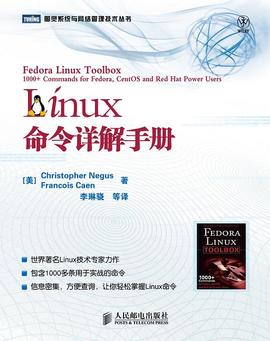 TURING 图灵系统与网络管理技术丛书
Fedora Linux Toolbox
1000+ Commands for Fedora, CentOS and Red Hat Power Users
Linux
命令详解手册
[美] Christopher Negus 著
Francois Caen
李琳骁 等译
世界著名Linux技术专家力作
包含1000多条用于实战的命令
信息密集，方便查询，让你轻松掌握Linux命令
FEDORA
LINUX
TOOLBOX
1000+
人民邮电出版社
POSTS & TELECOM PRESS